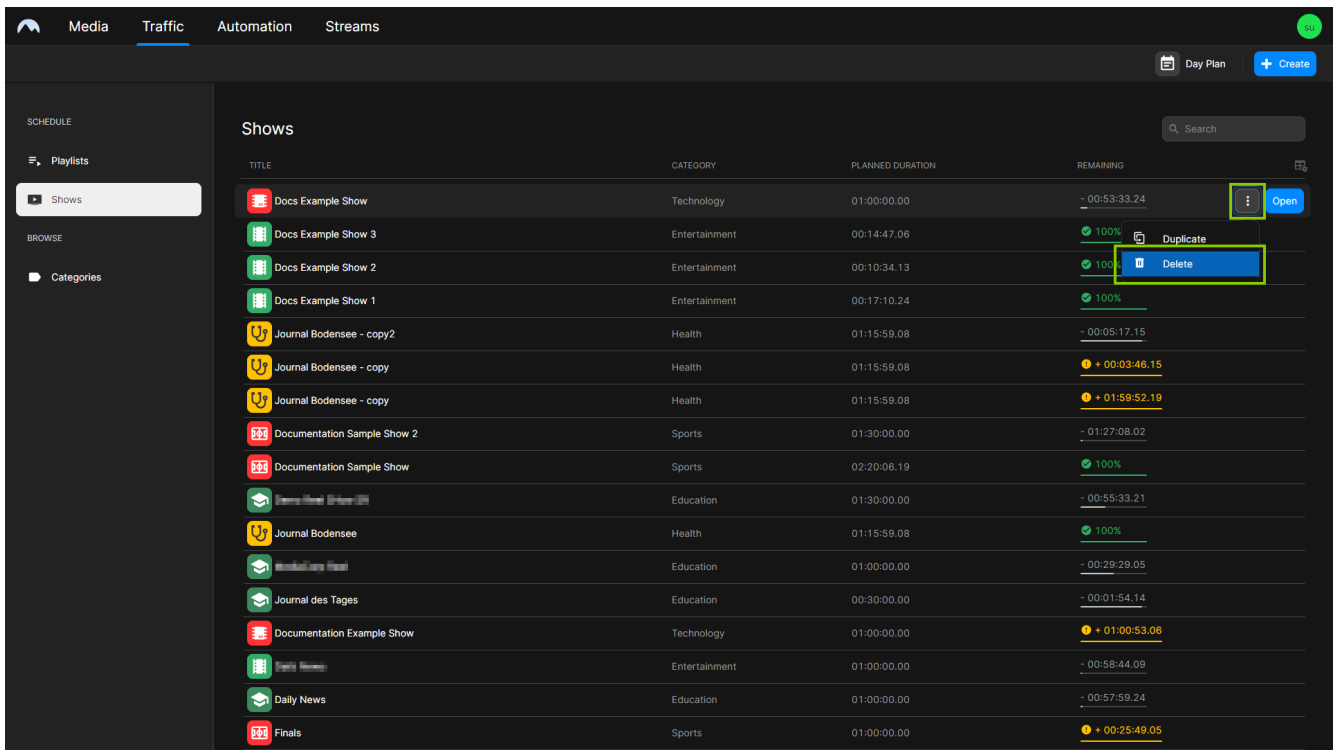 Media Traffic Automation Streams SU
Day Plan + Create
SCHEDULE
Playlists
Shows
BROWSE
Categories
Shows Search
TITLE CATEGORY PLANNED DURATION REMAINING
Docs Example Show Technology 01:00:00.00 - 00:53:33.24 Open
Docs Example Show 3 Entertainment 00:14:47.06 100% Duplicate
Docs Example Show 2 Entertainment 00:10:34.13 100% Delete
Docs Example Show 1 Entertainment 00:17:10.24 100%
Journal Bodensee - copy2 Health 01:15:59.08 - 00:05:17.15
Journal Bodensee - copy Health 01:15:59.08 + 00:03:46.15
Journal Bodensee - copy Health 01:15:59.08 + 01:59:52.19
Documentation Sample Show 2 Sports 01:30:00.00 - 01:27:08.02
Documentation Sample Show Sports 02:20:06.19 100%
Education 01:30:00.00 - 00:55:33.21
Journal Bodensee Health 01:15:59.08 100%
Education 01:00:00.00 - 00:29:29.05
Journal des Tages Education 00:30:00.00 - 00:01:54.14
Documentation Example Show Technology 01:00:00.00 + 01:00:53.06
Entertainment 01:00:00.00 - 00:58:44.09
Daily News Education 01:00:00.00 - 00:57:59.24
Finals Sports 01:00:00.00 + 00:25:49.05